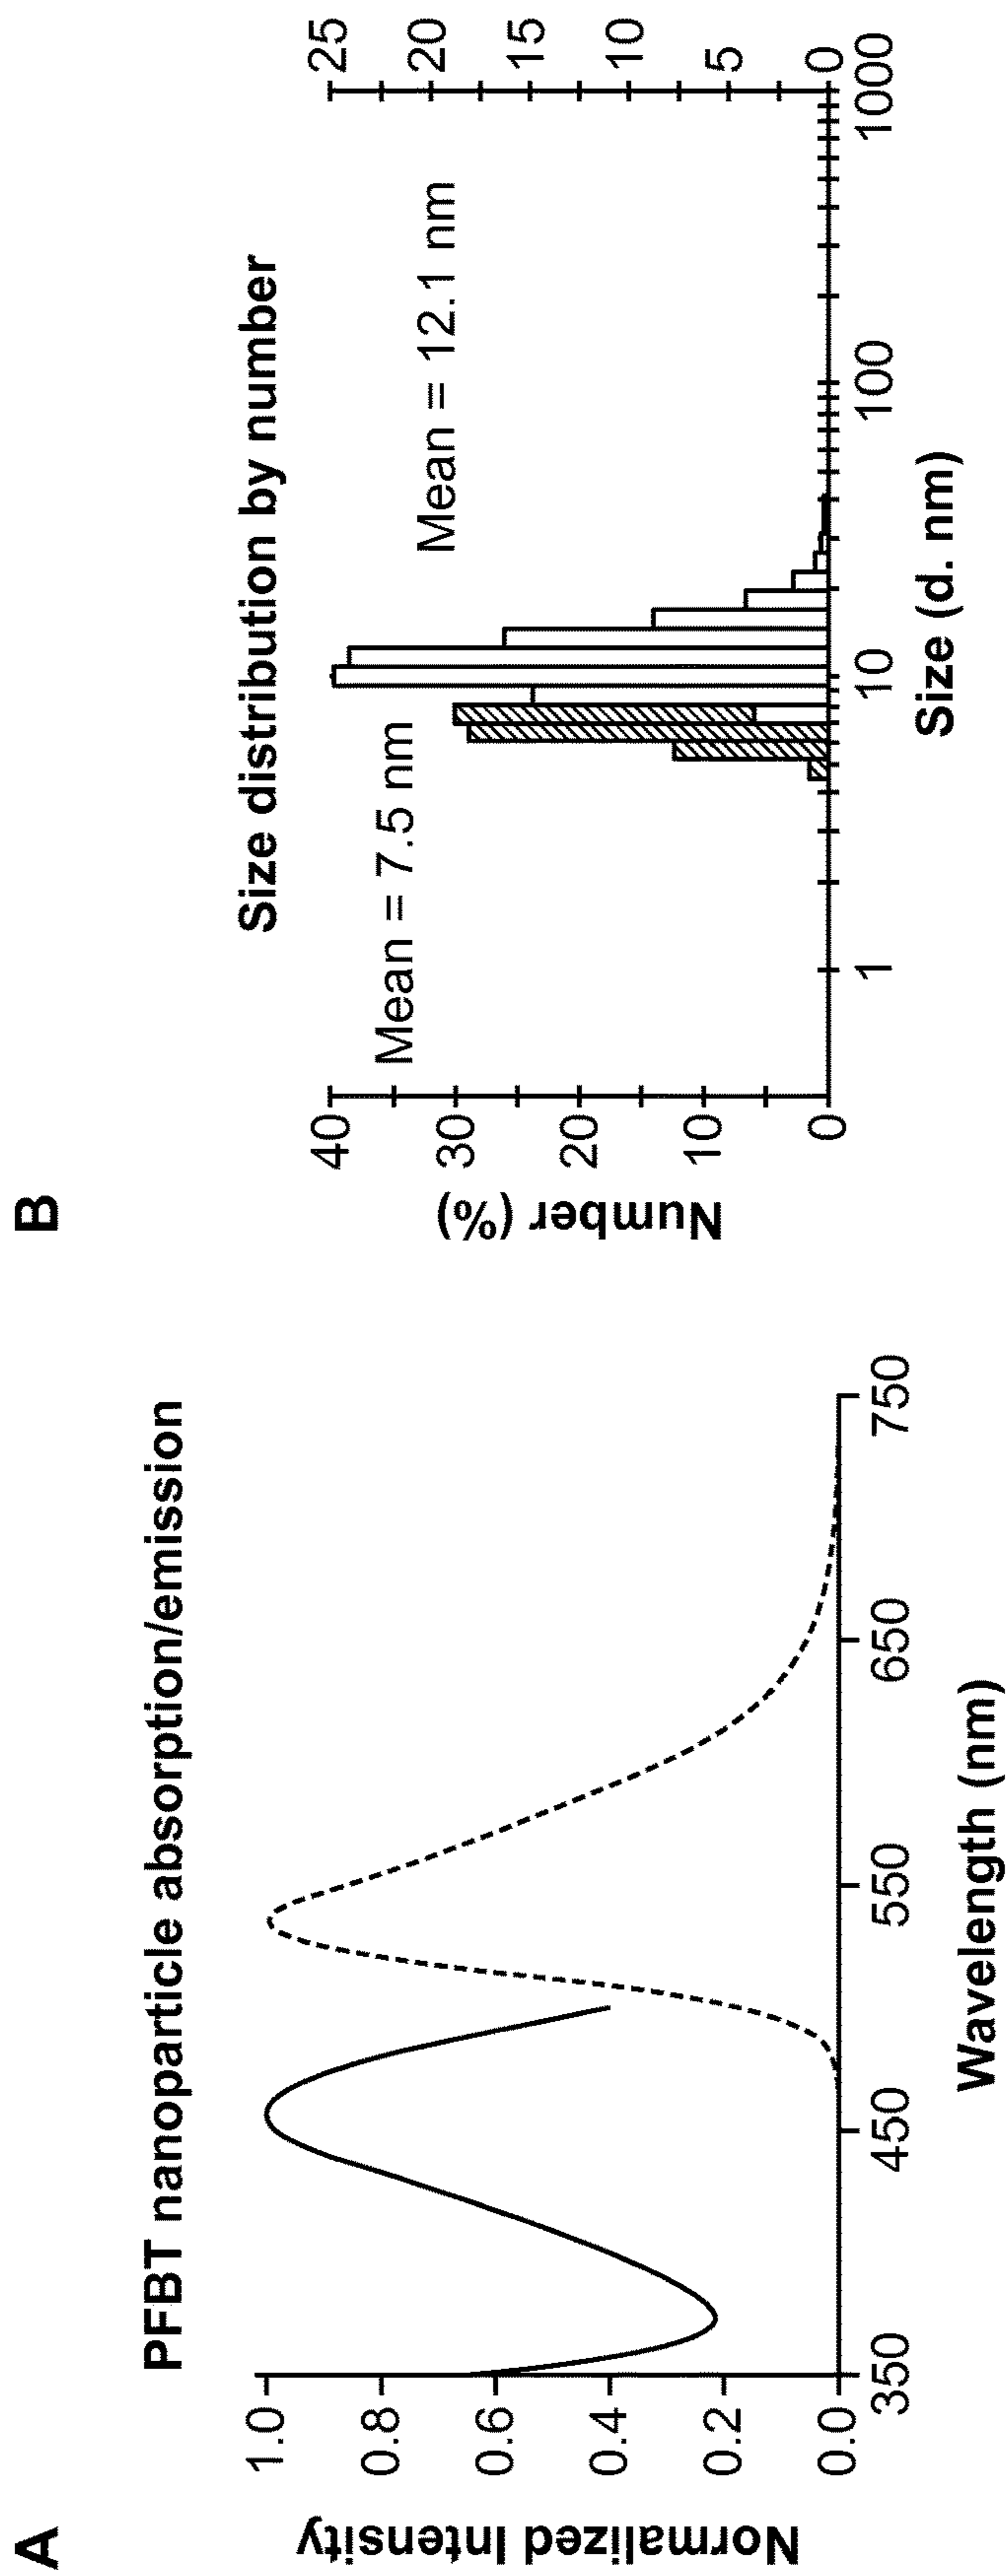 A
PFBT nanoparticle absorption/emission
Normalized Intensity
1.0
0.8
0.6
0.4
0.2
0.0
350 450 550 650 750
Wavelength (nm)
B
Size distribution by number
Mean = 7.5 nm
Mean = 12.1 nm
Number (%)
40
30
20
10
0
25
20
15
10
5
0
1 10 100 1000
Size (d. nm)